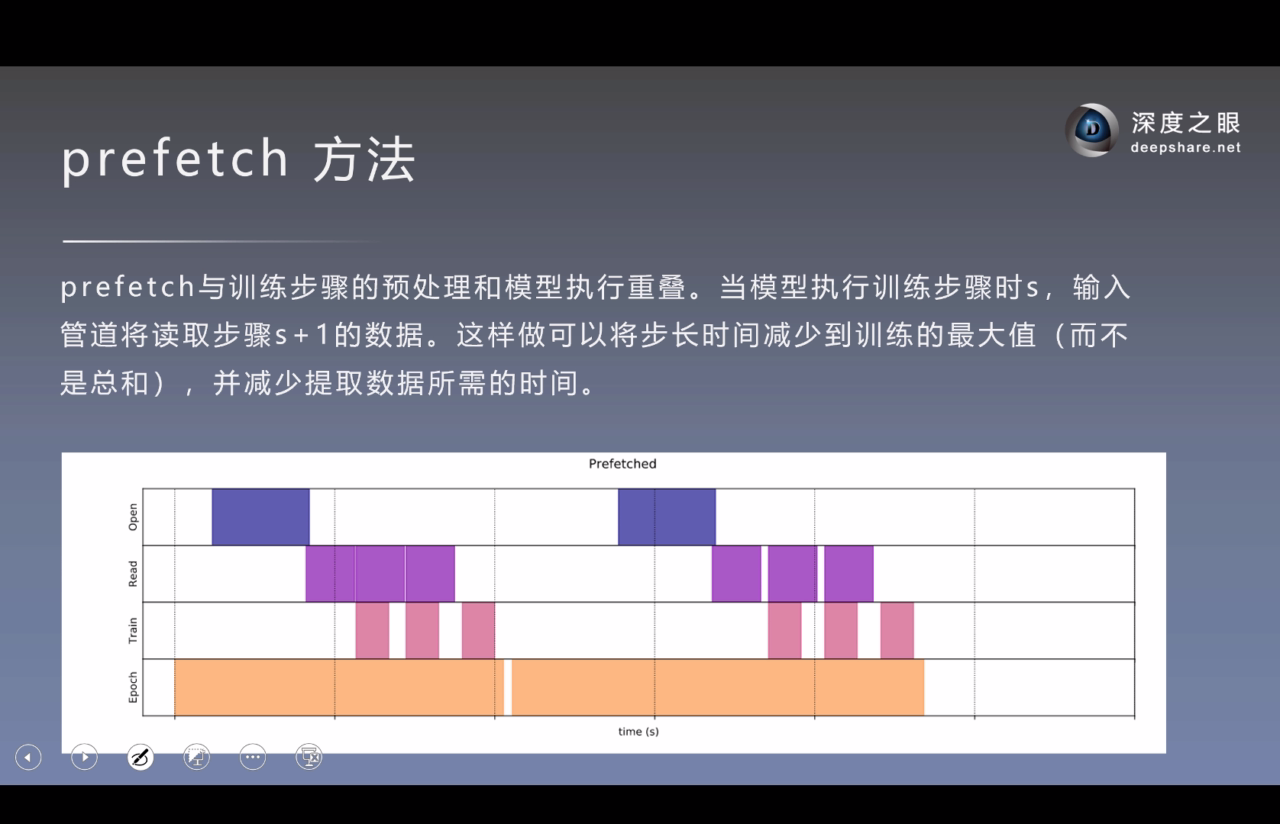 深度之眼
deepshare.net
prefetch 方法
prefetch与训练步骤的预处理和模型执行重叠。当模型执行训练步骤时s，输入
管道将读取步骤s+1的数据。这样做可以将步长时间减少到训练的最大值（而不
是总和），并减少提取数据所需的时间。
Prefetched
Open
Read
Train
Epoch
time (s)